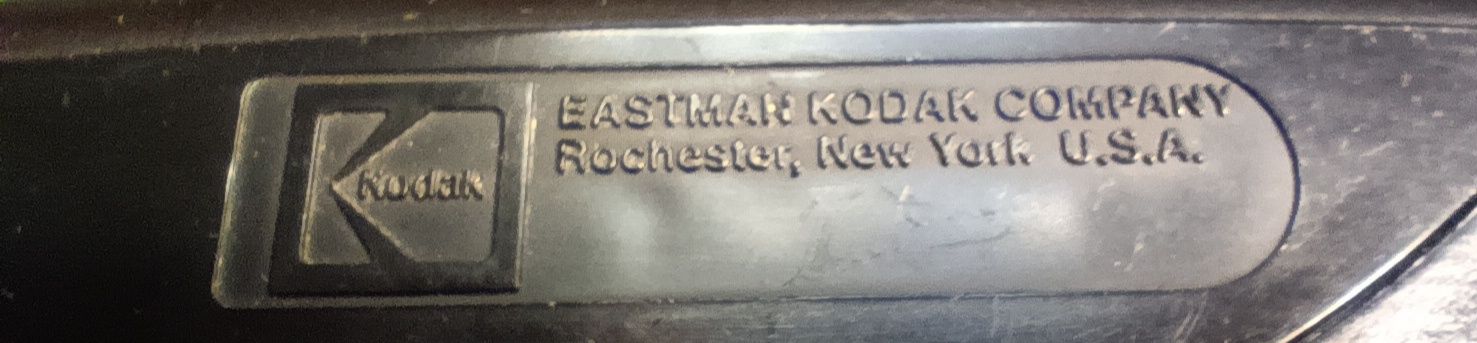 Kodak
EASTMAN KODAK COMPANY
Rochester, New York U.S.A.